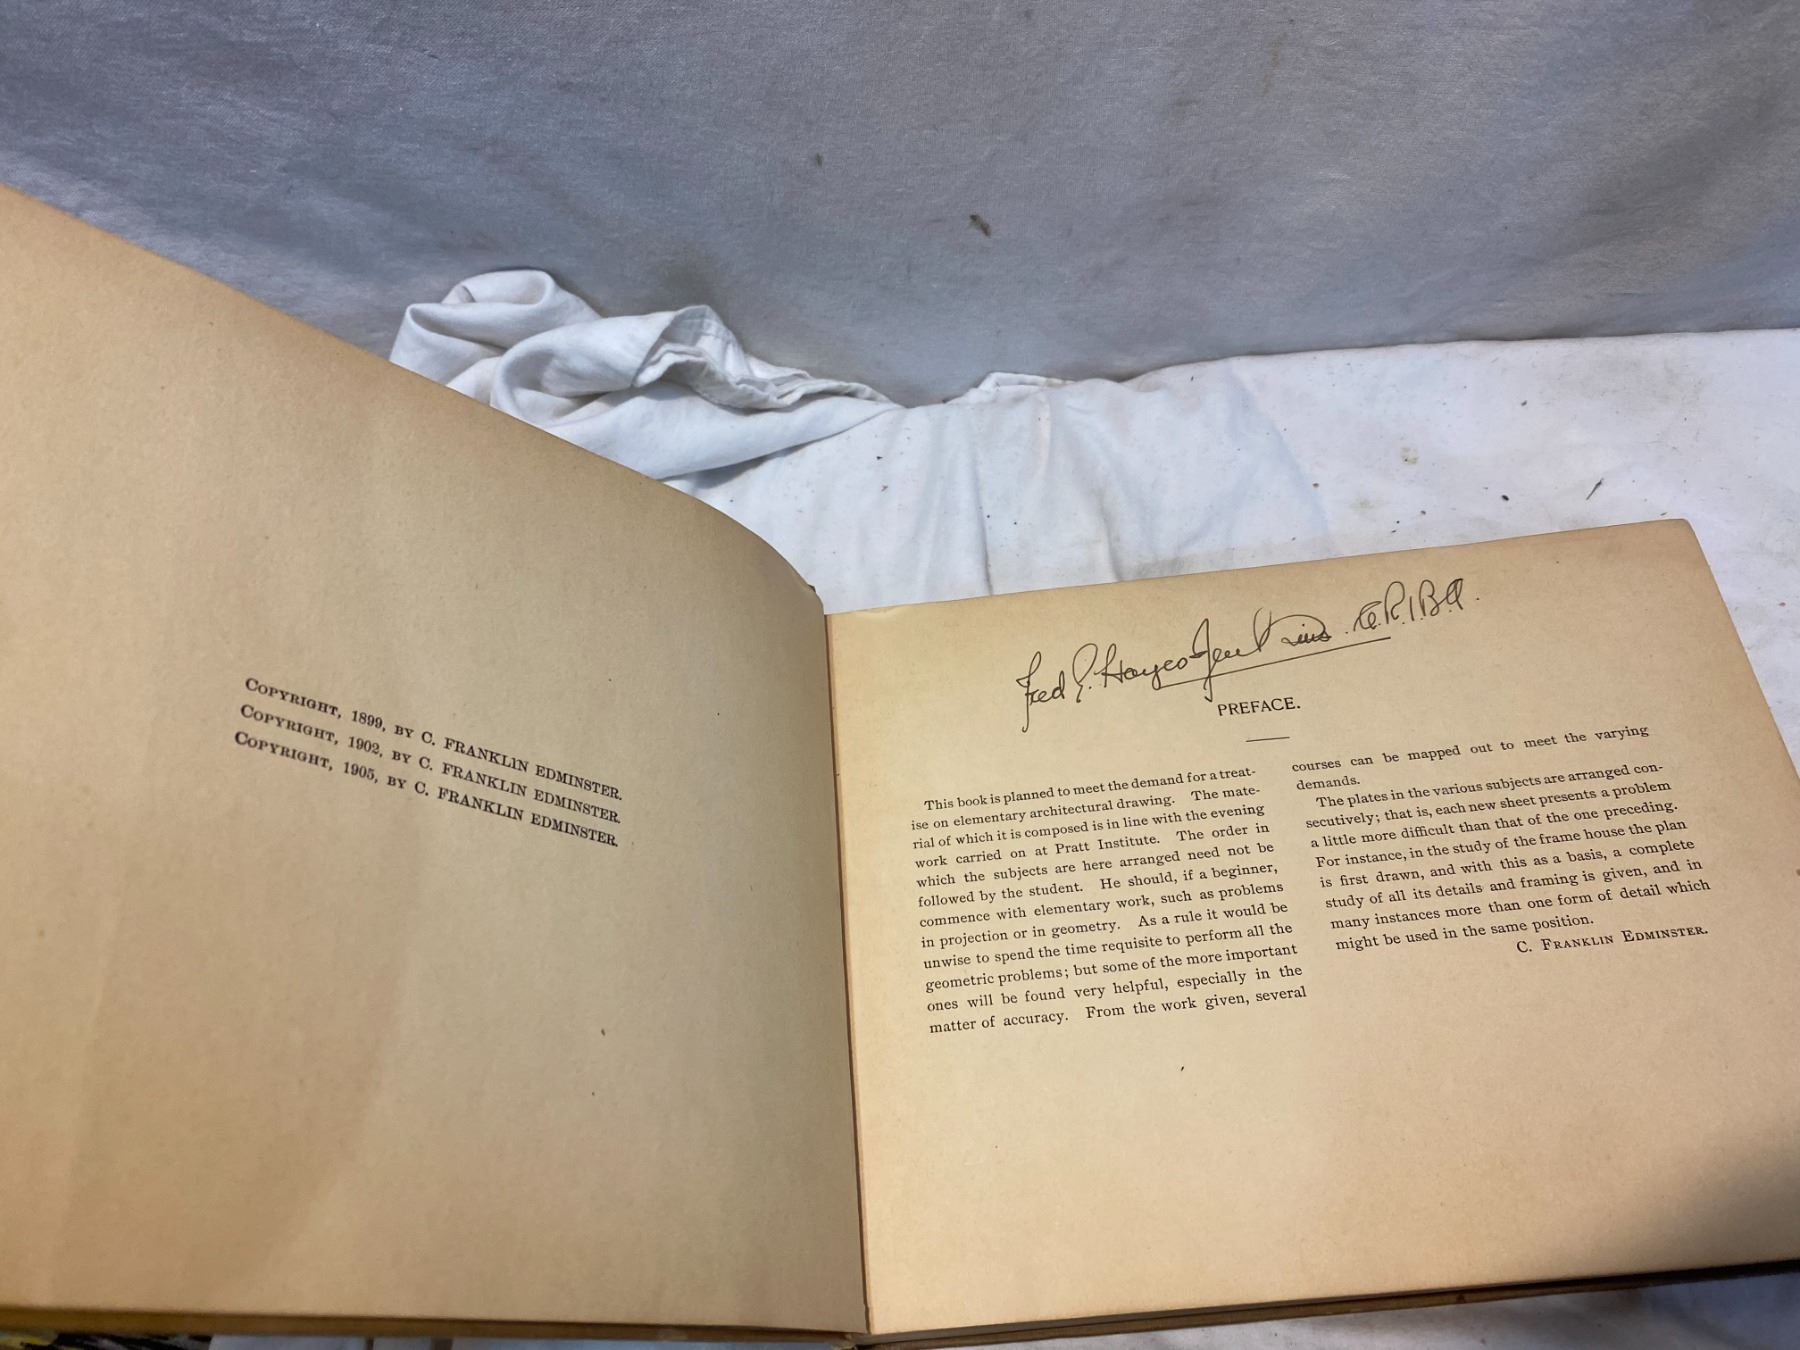 COPYRIGHT, 1899, BY C. FRANKLIN EDMINSTER.
COPYRIGHT, 1902, BY C. FRANKLIN EDMINSTER.
COPYRIGHT, 1905, BY C. FRANKLIN EDMINSTER.
Fred E. Hayes-Jenkins. A.R.I.B.A.
PREFACE.
This book is planned to meet the demand for a treat-
ise on elementary architectural drawing. The mate-
rial of which it is composed is in line with the evening
work carried on at Pratt Institute. The order in
which the subjects are here arranged need not be
followed by the student. He should, if a beginner,
commence with elementary work, such as problems
in projection or in geometry. As a rule it would be
unwise to spend the time requisite to perform all the
geometric problems; but some of the more important
ones will be found very helpful, especially in the
matter of accuracy. From the work given, several
courses can be mapped out to meet the varying
demands.
The plates in the various subjects are arranged con-
secutively; that is, each new sheet presents a problem
a little more difficult than that of the one preceding.
For instance, in the study of the frame house the plan
is first drawn, and with this as a basis, a complete
study of all its details and framing is given, and in
many instances more than one form of detail which
might be used in the same position.
C. FRANKLIN EDMINSTER.